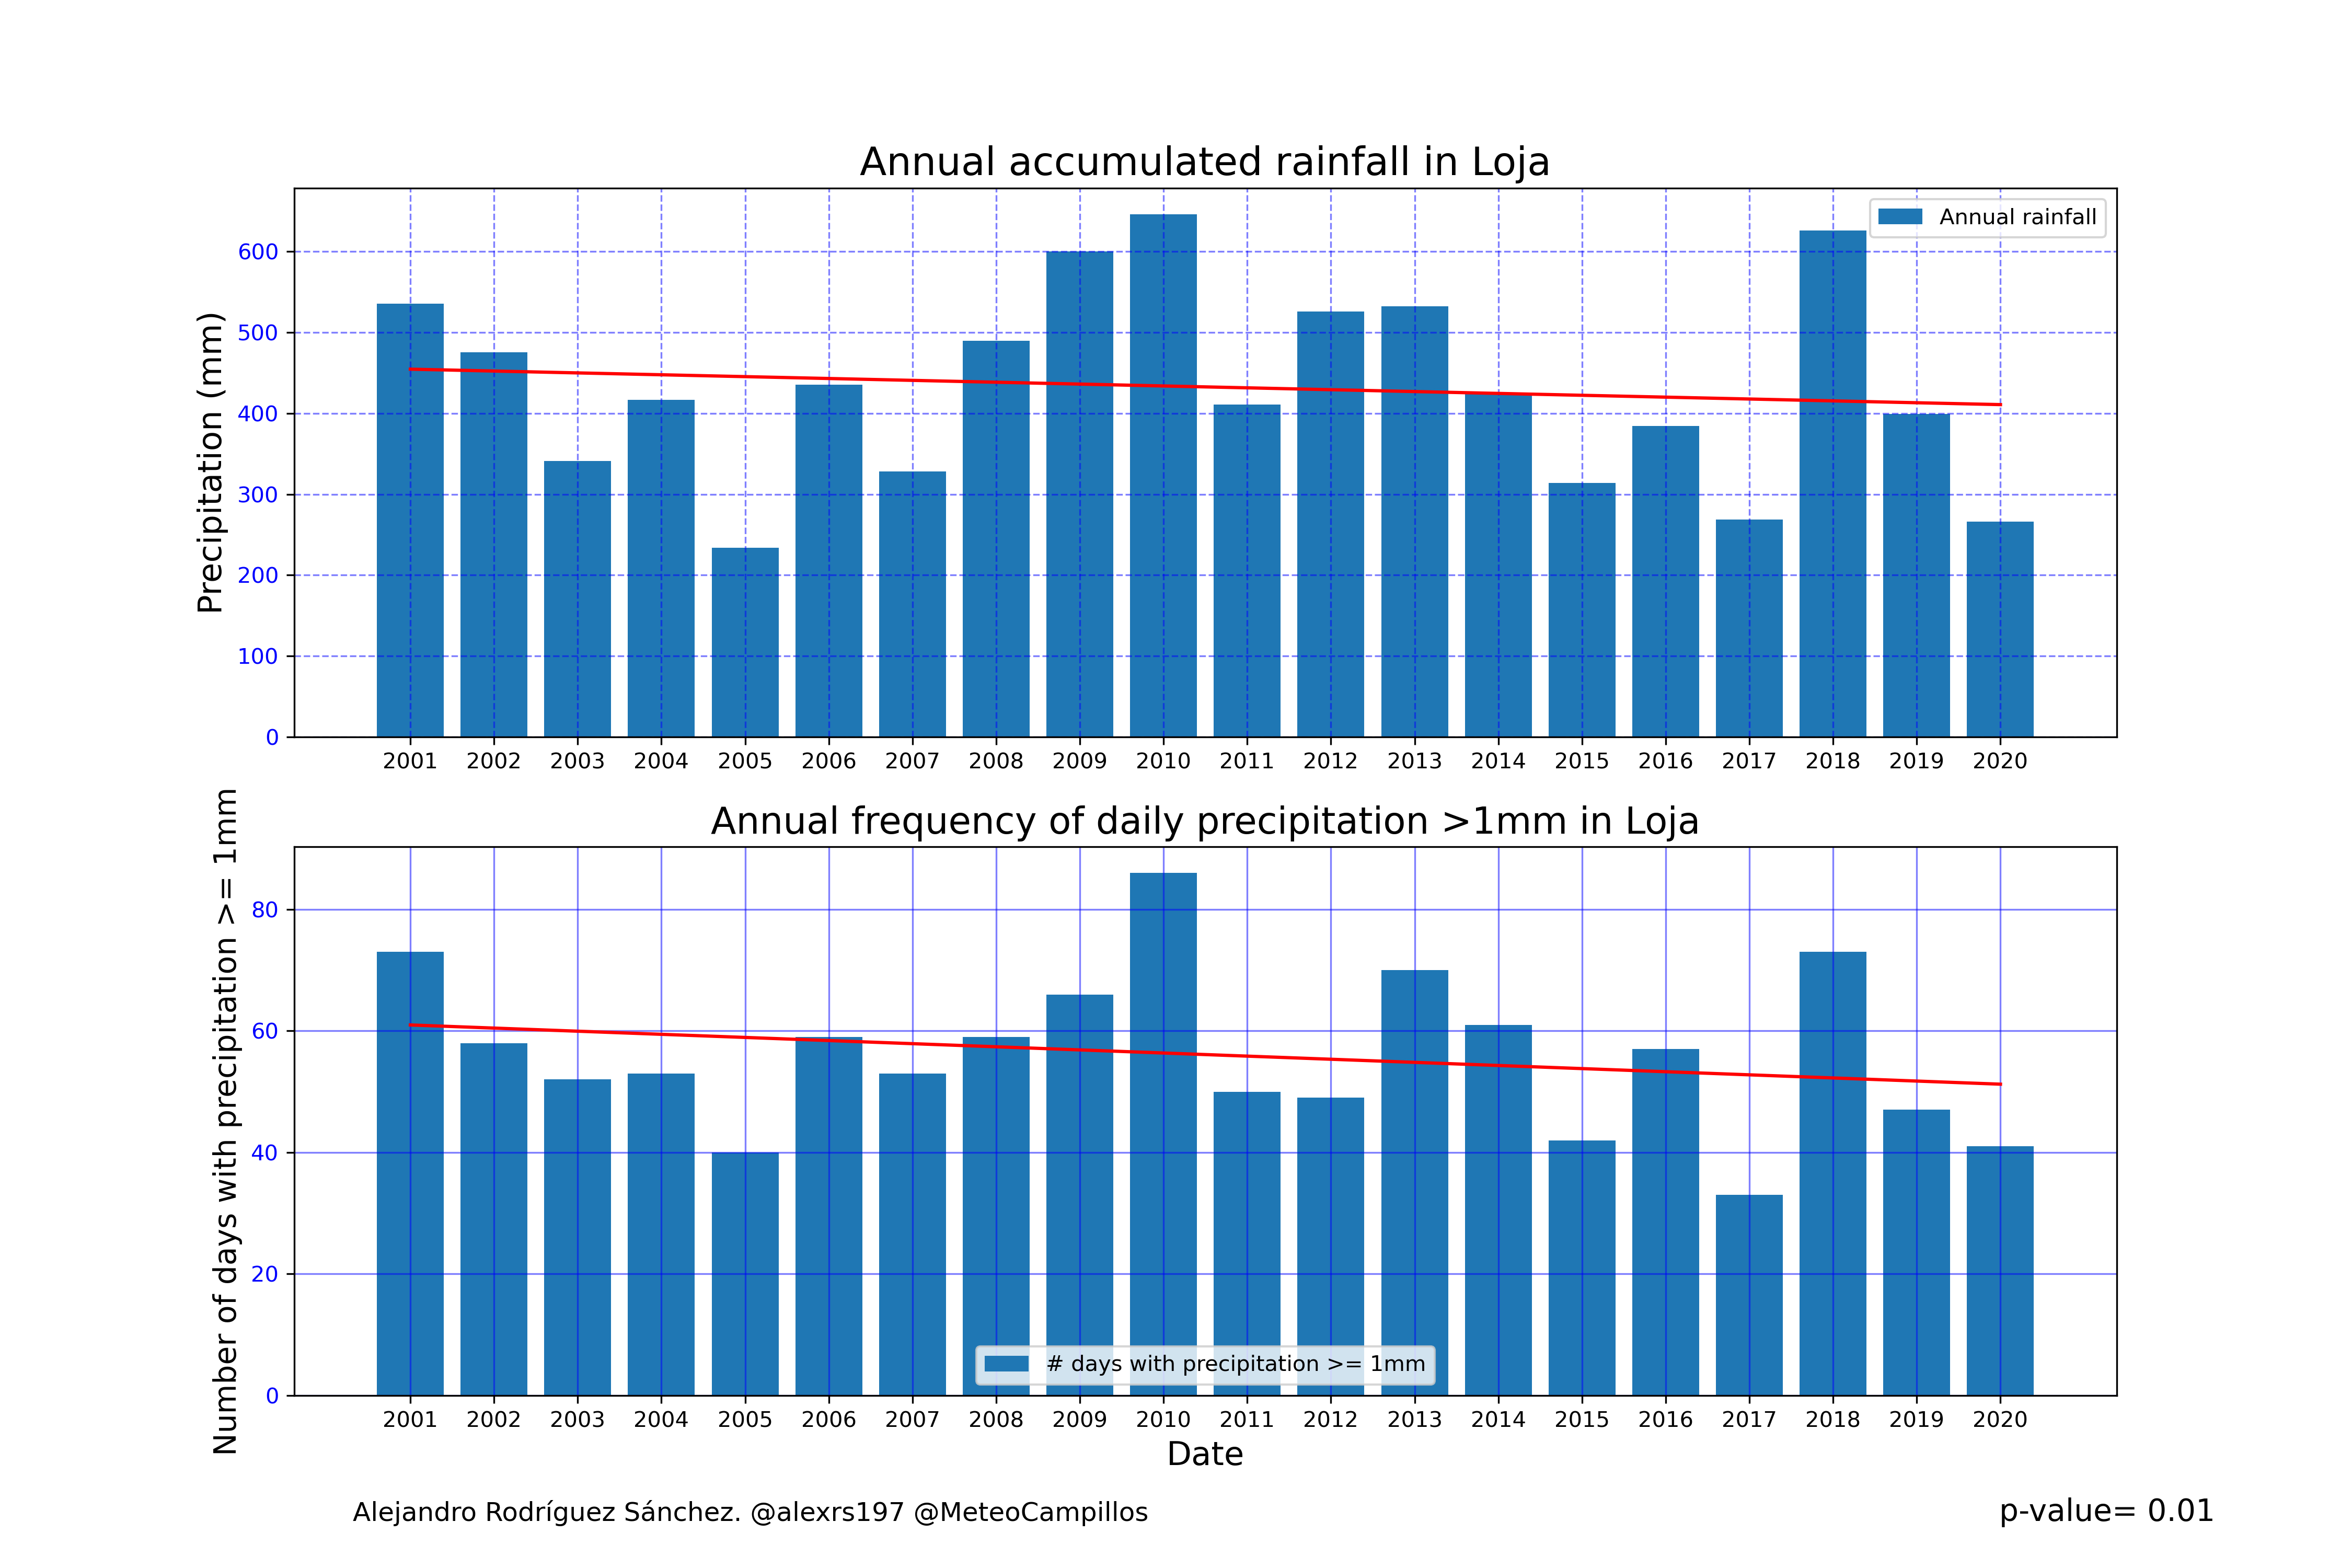 Annual accumulated rainfall in Loja
Annual rainfall
Precipitation (mm)
600
500
400
300
200
100
0
2001 2002 2003 2004 2005 2006 2007 2008 2009 2010 2011 2012 2013 2014 2015 2016 2017 2018 2019 2020
Annual frequency of daily precipitation >1mm in Loja
Number of days with precipitation >= 1mm
80
60
40
20
0
# days with precipitation >= 1mm
2001 2002 2003 2004 2005 2006 2007 2008 2009 2010 2011 2012 2013 2014 2015 2016 2017 2018 2019 2020
Date
Alejandro Rodríguez Sánchez. @alexrs197 @MeteoCampillos
p-value= 0.01